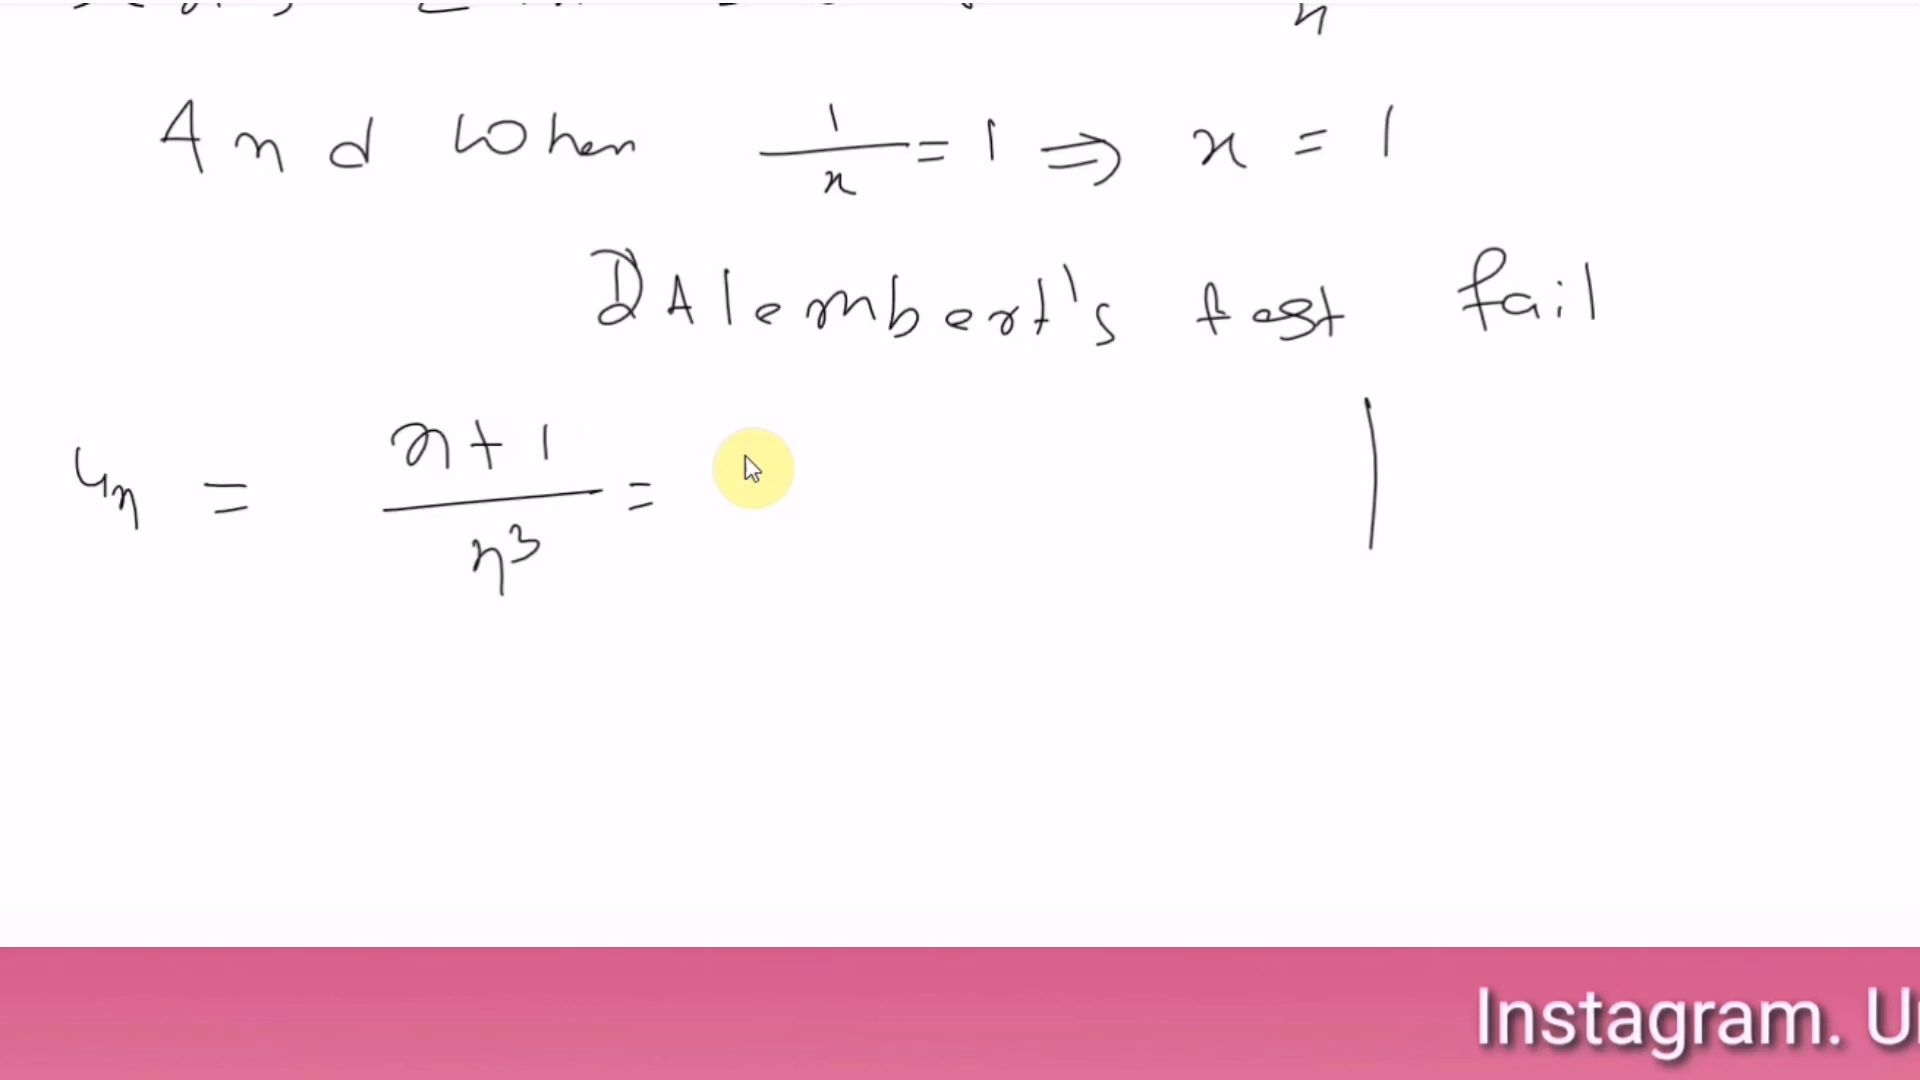 And when 1/x = 1 ⇒ x = 1
DAlembert's test fail
uₙ = n+1/n³ =
Instagram. U